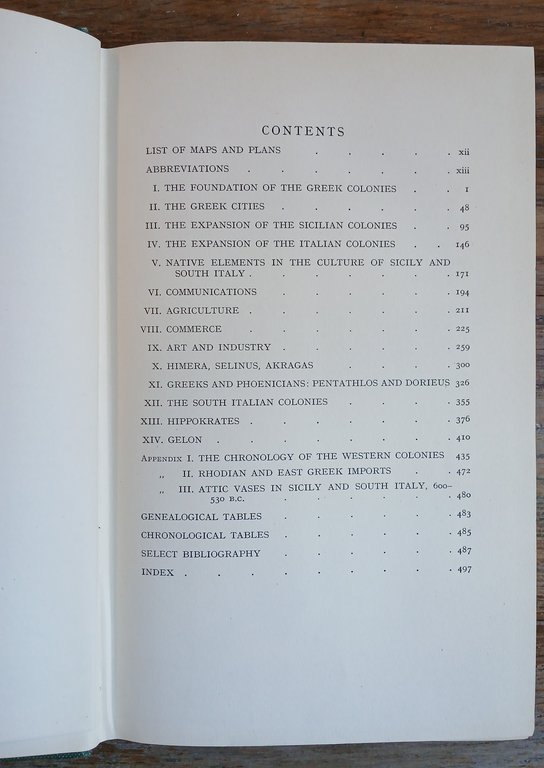 CONTENTS
LIST OF MAPS AND PLANS . . . . . xii
ABBREVIATIONS . . . . . . . xiii
I. THE FOUNDATION OF THE GREEK COLONIES . . 1
II. THE GREEK CITIES . . . . . . 48
III. THE EXPANSION OF THE SICILIAN COLONIES . . 95
IV. THE EXPANSION OF THE ITALIAN COLONIES . . 146
V. NATIVE ELEMENTS IN THE CULTURE OF SICILY AND
SOUTH ITALY . . . . . . . 171
VI. COMMUNICATIONS . . . . . . 194
VII. AGRICULTURE . . . . . . . 211
VIII. COMMERCE . . . . . . 225
IX. ART AND INDUSTRY . . . . . . 259
X. HIMERA, SELINUS, AKRAGAS . . . . 300
XI. GREEKS AND PHOENICIANS: PENTATHLOS AND DORIEUS 326
XII. THE SOUTH ITALIAN COLONIES . . . . 355
XIII. HIPPOKRATES . . . . . . . 376
XIV. GELON . . . . . . . . 410
APPENDIX I. THE CHRONOLOGY OF THE WESTERN COLONIES 435
„ II. RHODIAN AND EAST GREEK IMPORTS . . 472
„ III. ATTIC VASES IN SICILY AND SOUTH ITALY, 600–
530 B.C. . . . . . . 480
GENEALOGICAL TABLES . . . . . . 483
CHRONOLOGICAL TABLES . . . . . . 485
SELECT BIBLIOGRAPHY . . . . . . 487
INDEX . . . . . . . . . 497